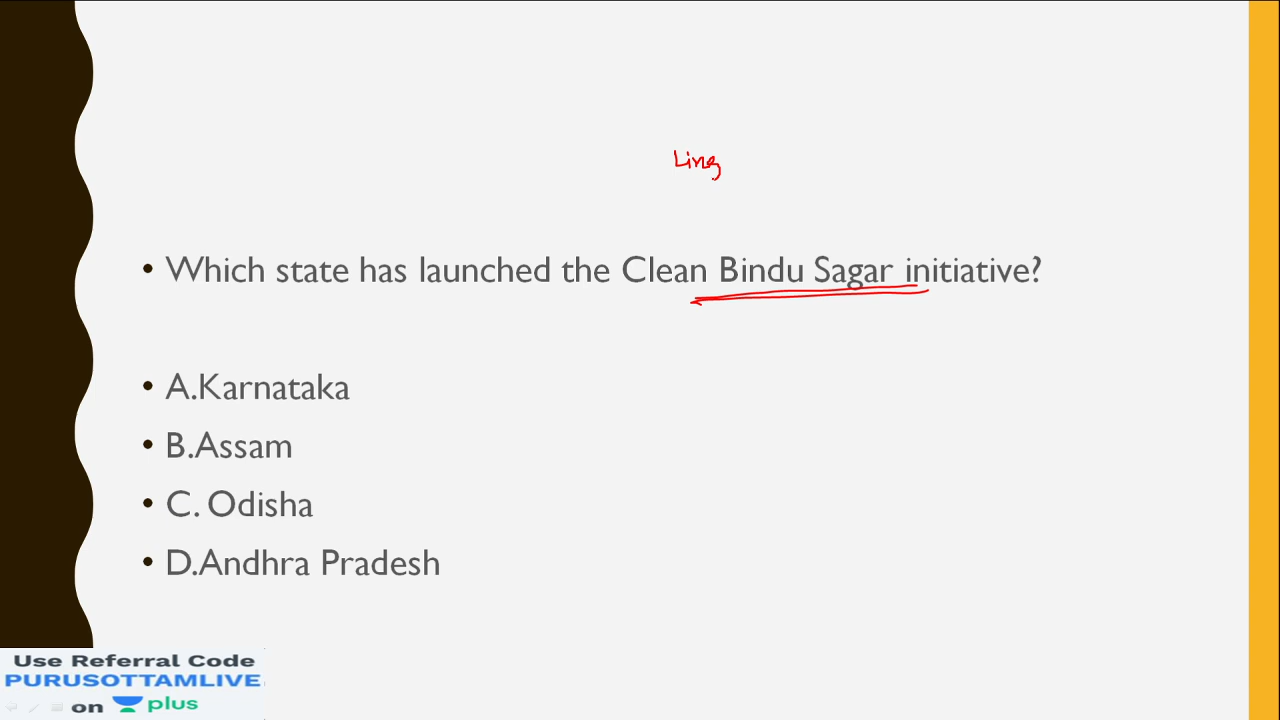 Ling
• Which state has launched the Clean Bindu Sagar initiative?
• A.Karnataka
• B.Assam
• C. Odisha
• D.Andhra Pradesh
Use Referral Code
PURUSOTTAMLIVE
on plus